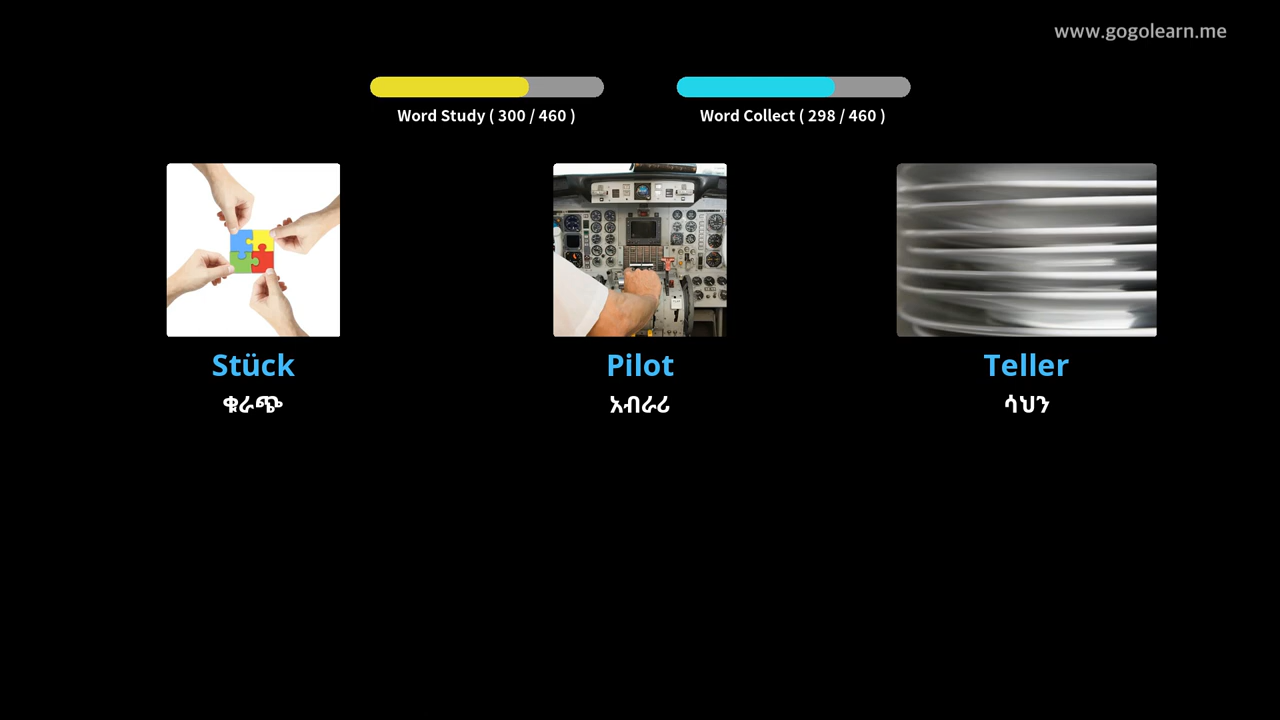 www.gogolearn.me
Word Study ( 300 / 460 )
Word Collect ( 298 / 460 )
Stück
ቁራጭ
Pilot
አብራሪ
Teller
ሳህን